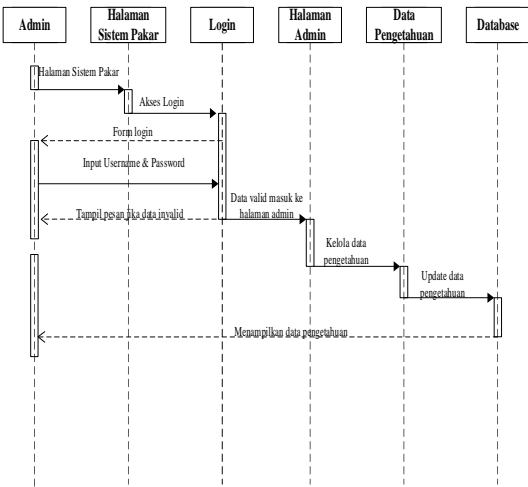 Admin
Halaman
Sistem Pakar
Login
Halaman
Admin
Data
Pengetahuan
Database
Halaman Sistem Pakar
Akses Login
Form login
Input Username & Password
Data valid masuk ke
halaman admin
Tampil pesan jika data invalid
Kelola data
pengetahuan
Update data
pengetahuan
Menampilkan data pengetahuan